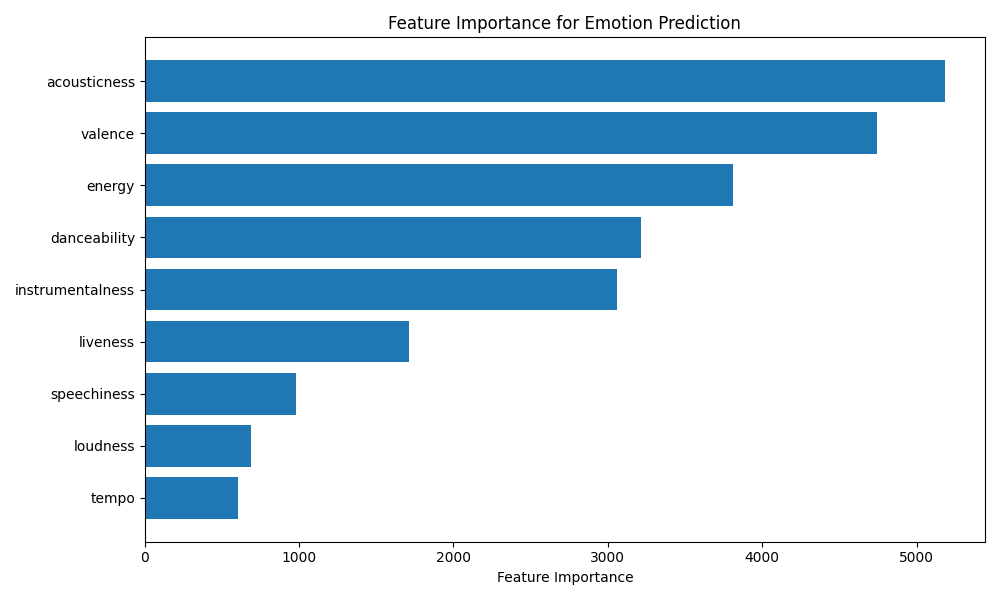 Feature Importance for Emotion Prediction
acousticness
valence
energy
danceability
instrumentalness
liveness
speechiness
loudness
tempo
0 1000 2000 3000 4000 5000
Feature Importance